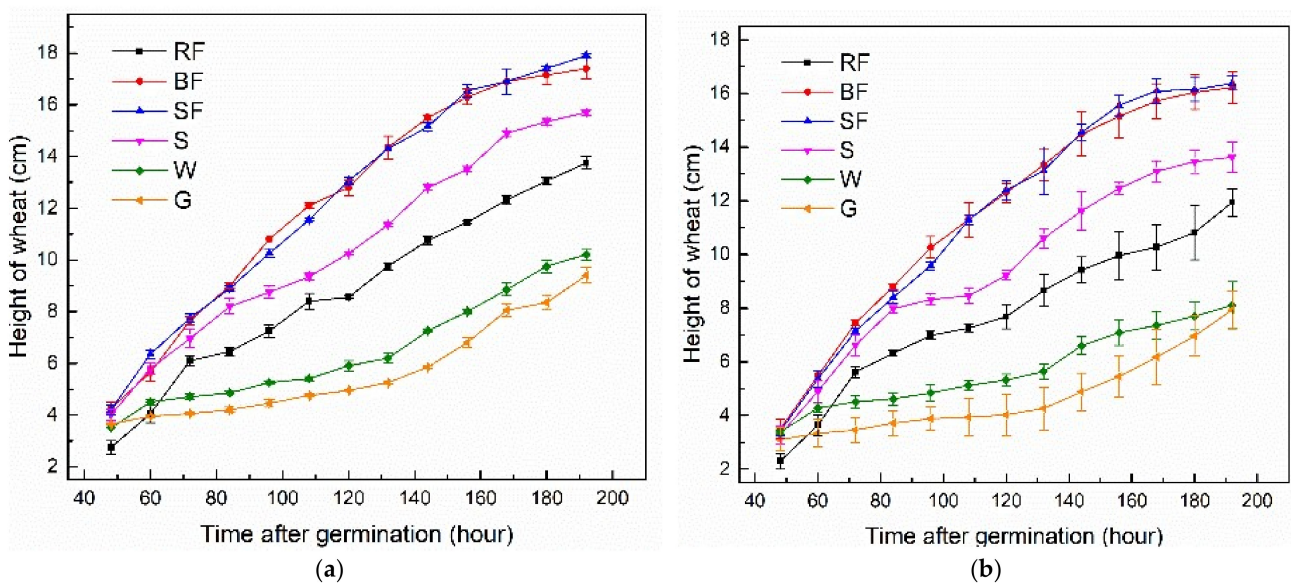 18
16
14
12
10
8
6
4
2
Height of wheat (cm)
RF
BF
SF
S
W
G
40 60 80 100 120 140 160 180 200
Time after germination (hour)
(a)
18
16
14
12
10
8
6
4
2
Height of wheat (cm)
RF
BF
SF
S
W
G
40 60 80 100 120 140 160 180 200
Time after germination (hour)
(b)